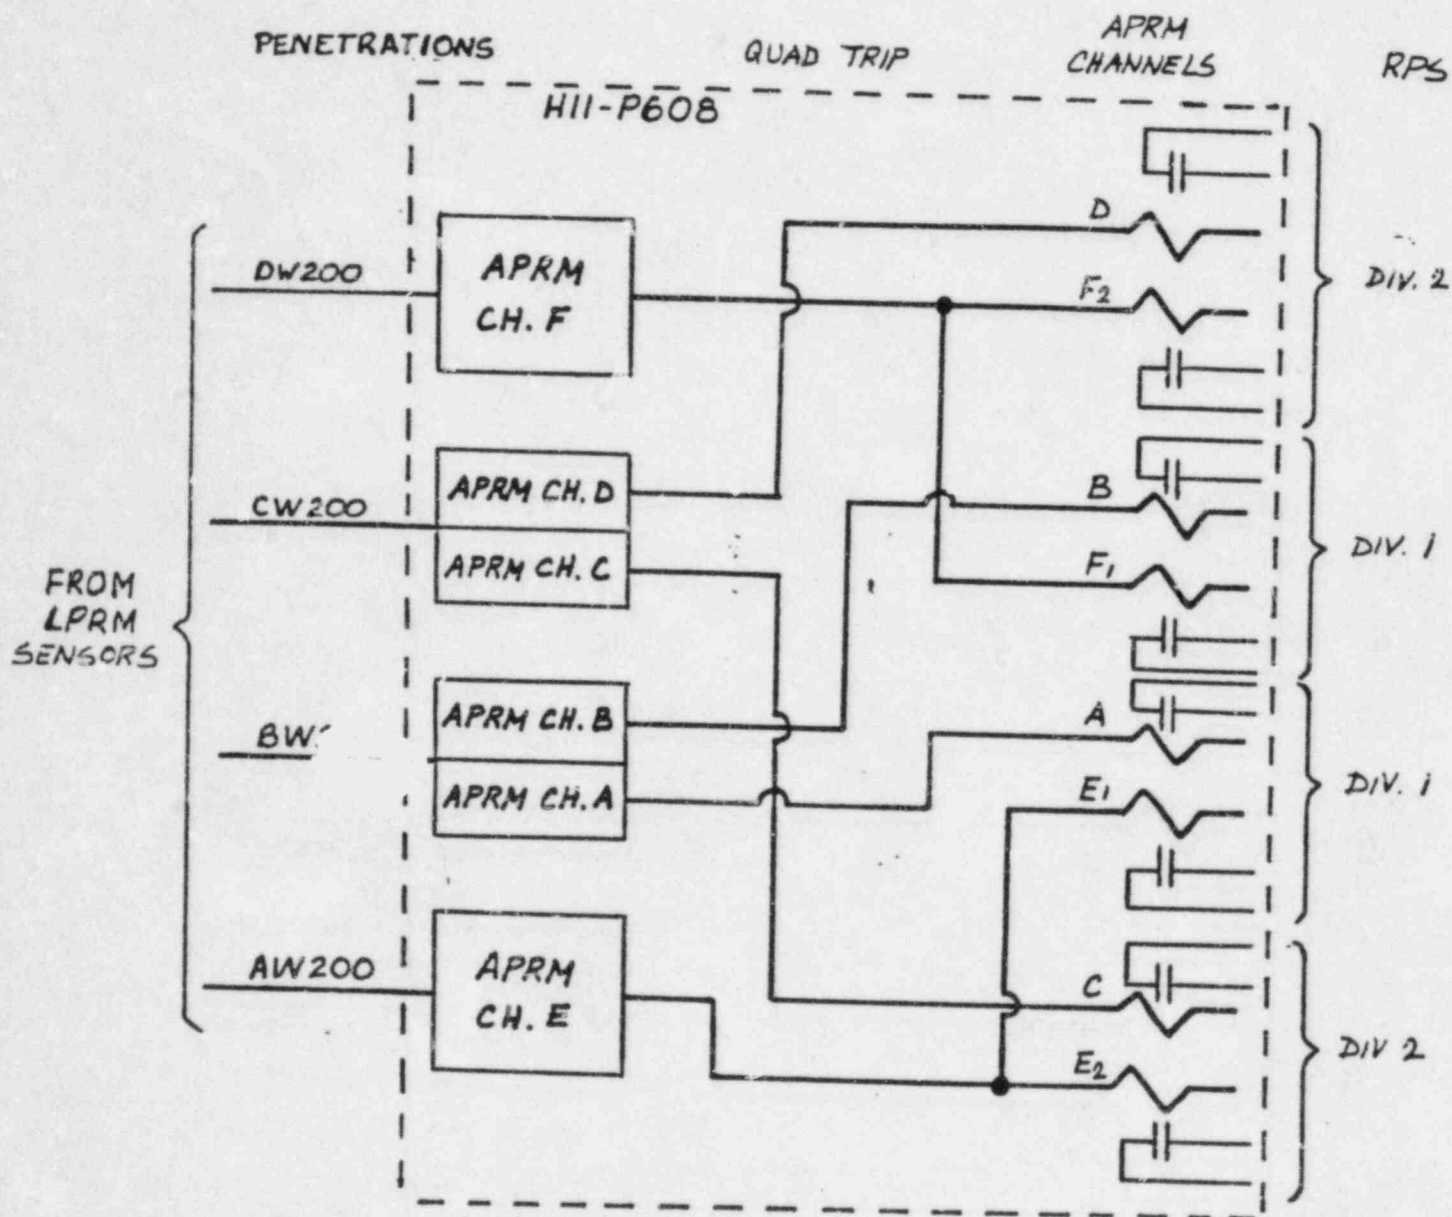 PENETRATIONS
QUAD TRIP
APRM
CHANNELS
RPS
H11-P608
DW200
APRM
CH. F
D
F2
DIV. 2
CW200
APRM CH. D
APRM CH. C
B
F1
DIV. 1
FROM
LPRM
SENSORS
BW
APRM CH. B
APRM CH. A
A
E1
DIV. 1
AW200
APRM
CH. E
C
E2
DIV 2